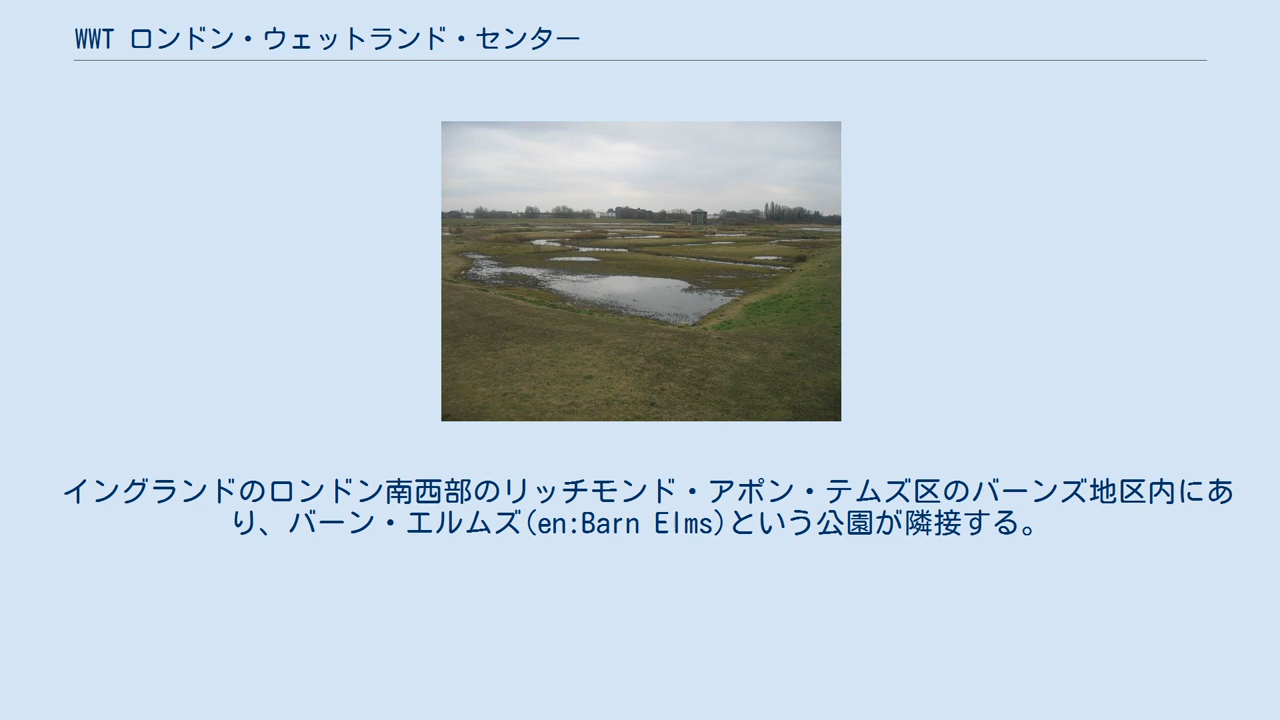 WWT ロンドン・ウェットランド・センター
イングランドのロンドン南西部のリッチモンド・アポン・テムズ区のバーンズ地区内にあ
り、バーン・エルムズ(en:Barn Elms)という公園が隣接する。